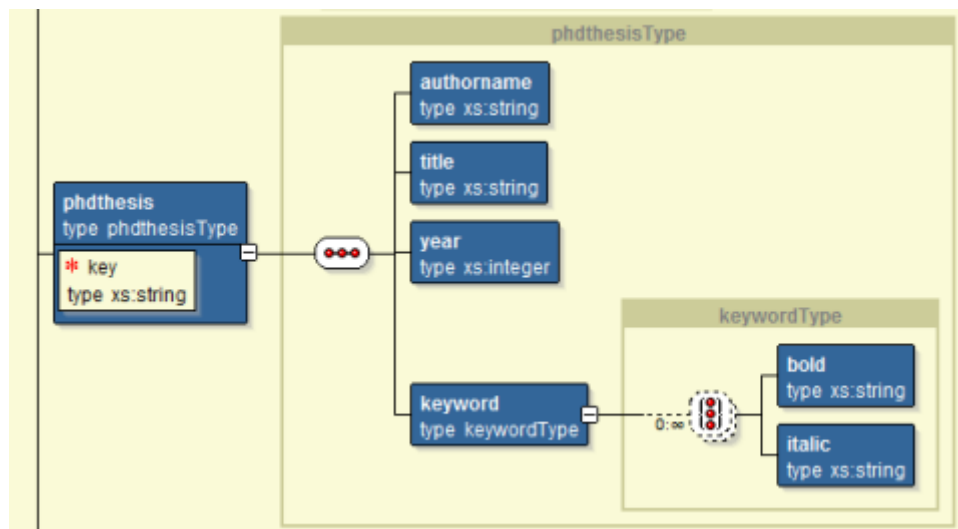 phdthesisType
authorname
type xs:string
title
type xs:string
phdthesis
type phdthesisType
* key
type xs:string
year
type xs:integer
keywordType
keyword
type keywordType
0:∞
bold
type xs:string
italic
type xs:string